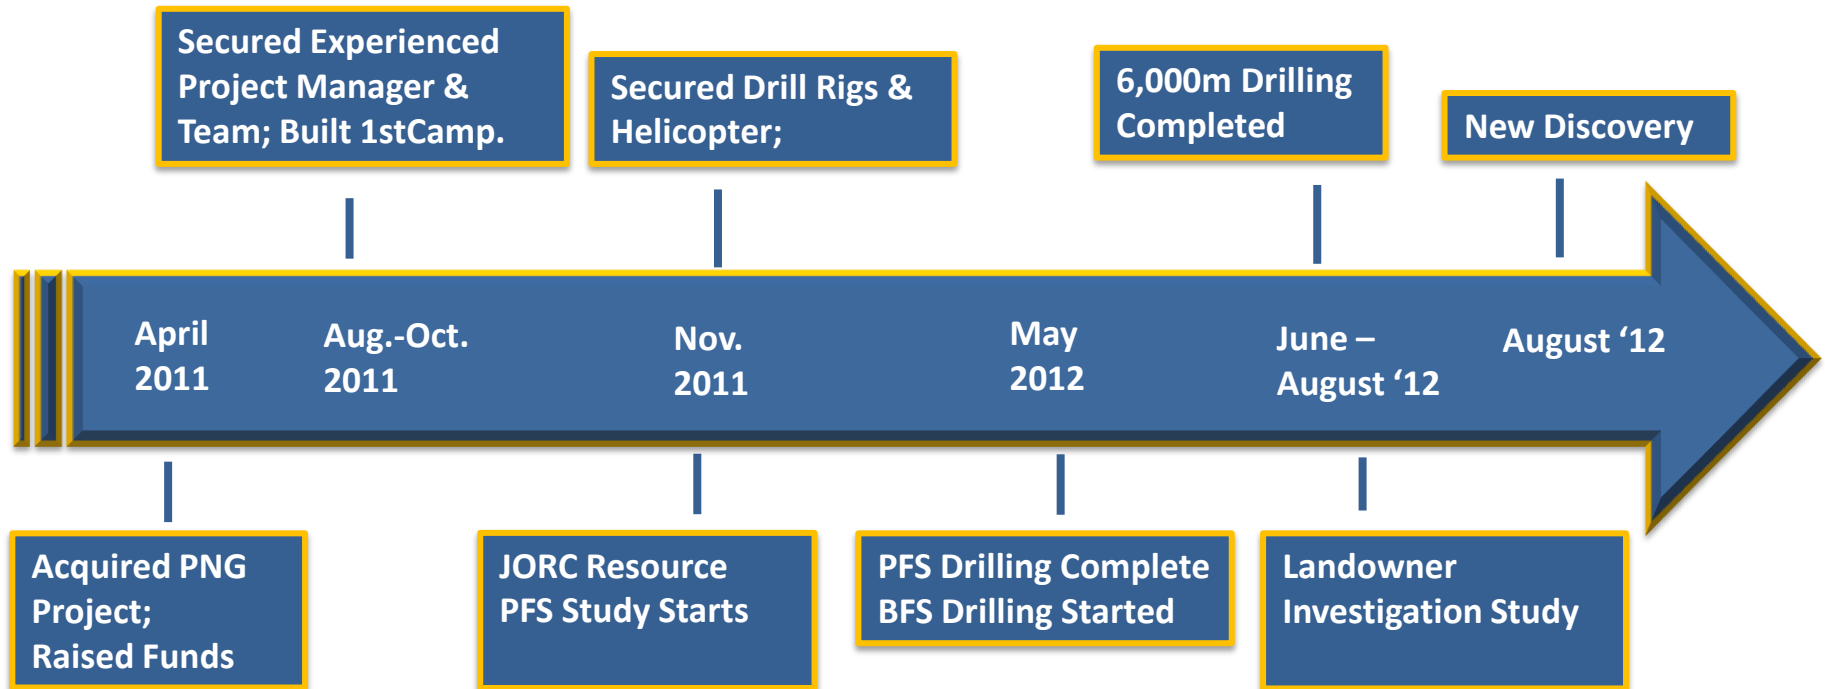 Secured Experienced
Project Manager &
Team; Built 1stCamp.
Secured Drill Rigs &
Helicopter;
6,000m Drilling
Completed
New Discovery
April
2011
Aug.-Oct.
2011
Nov.
2011
May
2012
June –
August ‘12
August ‘12
Acquired PNG
Project;
Raised Funds
JORC Resource
PFS Study Starts
PFS Drilling Complete
BFS Drilling Started
Landowner
Investigation Study